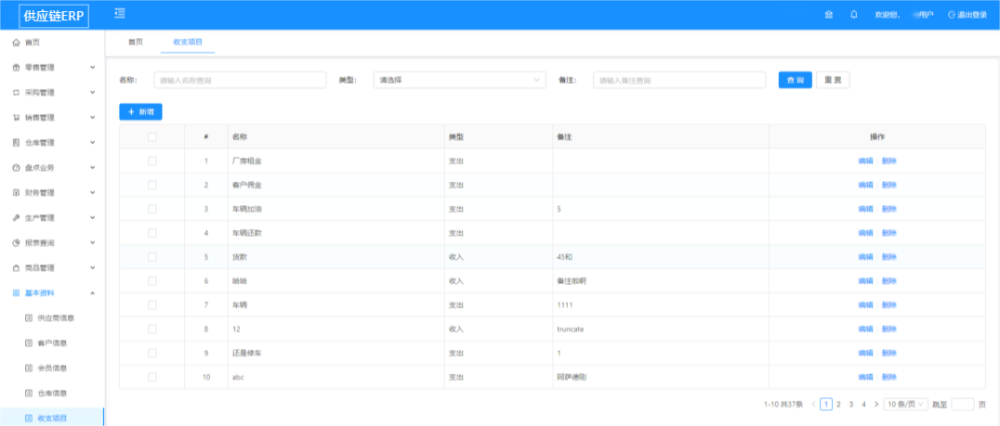 供应链ERP
欢迎您， 用户 退出登录
首页
零售管理
采购管理
销售管理
仓库管理
盘点业务
财务管理
生产管理
报表查询
商品管理
基本资料
供应商信息
客户信息
会员信息
仓库信息
收支项目
首页 收支项目
名称： 请输入名称查询 类型： 请选择 备注： 请输入备注查询 查询 重置
+ 新增
# 名称 类型 备注 操作
1 厂房租金 支出 编辑 删除
2 客户佣金 支出 编辑 删除
3 车辆加油 支出 5 编辑 删除
4 车辆还款 支出 编辑 删除
5 货款 收入 45和 编辑 删除
6 哈哈 收入 备注啦啊 编辑 删除
7 车辆 支出 1111 编辑 删除
8 12 收入 truncate 编辑 删除
9 还是修车 支出 1 编辑 删除
10 abc 支出 阿萨德刚 编辑 删除
1-10 共37条 < 1 2 3 4 > 10 条/页 跳至 页